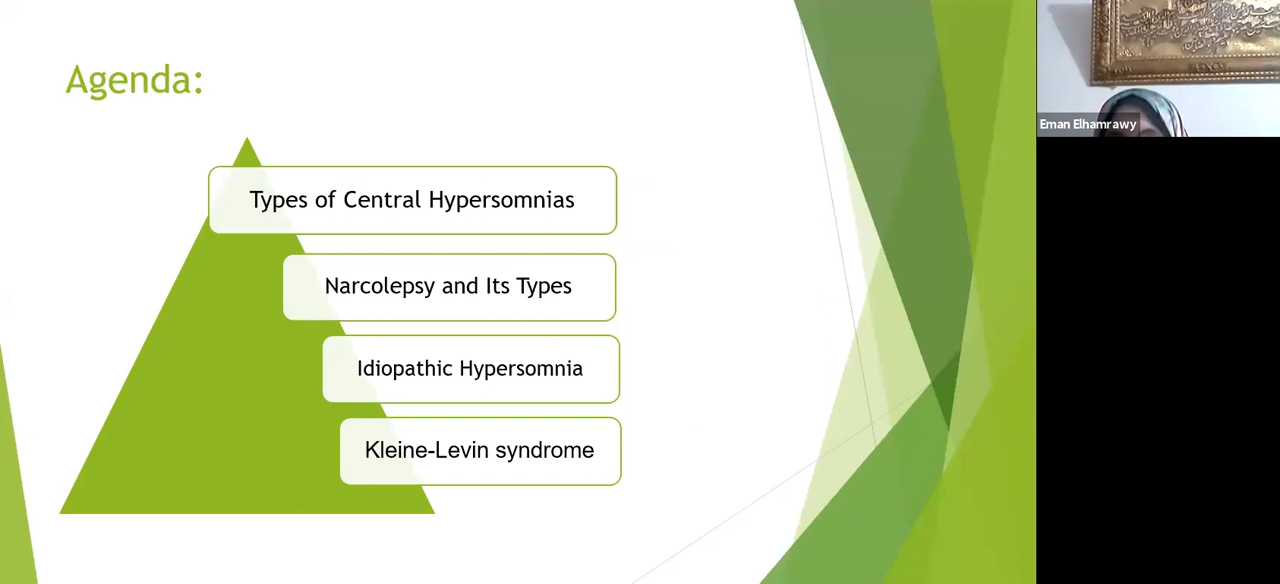 Agenda:
Types of Central Hypersomnias
Narcolepsy and Its Types
Idiopathic Hypersomnia
Kleine-Levin syndrome
Eman Elhamrawy